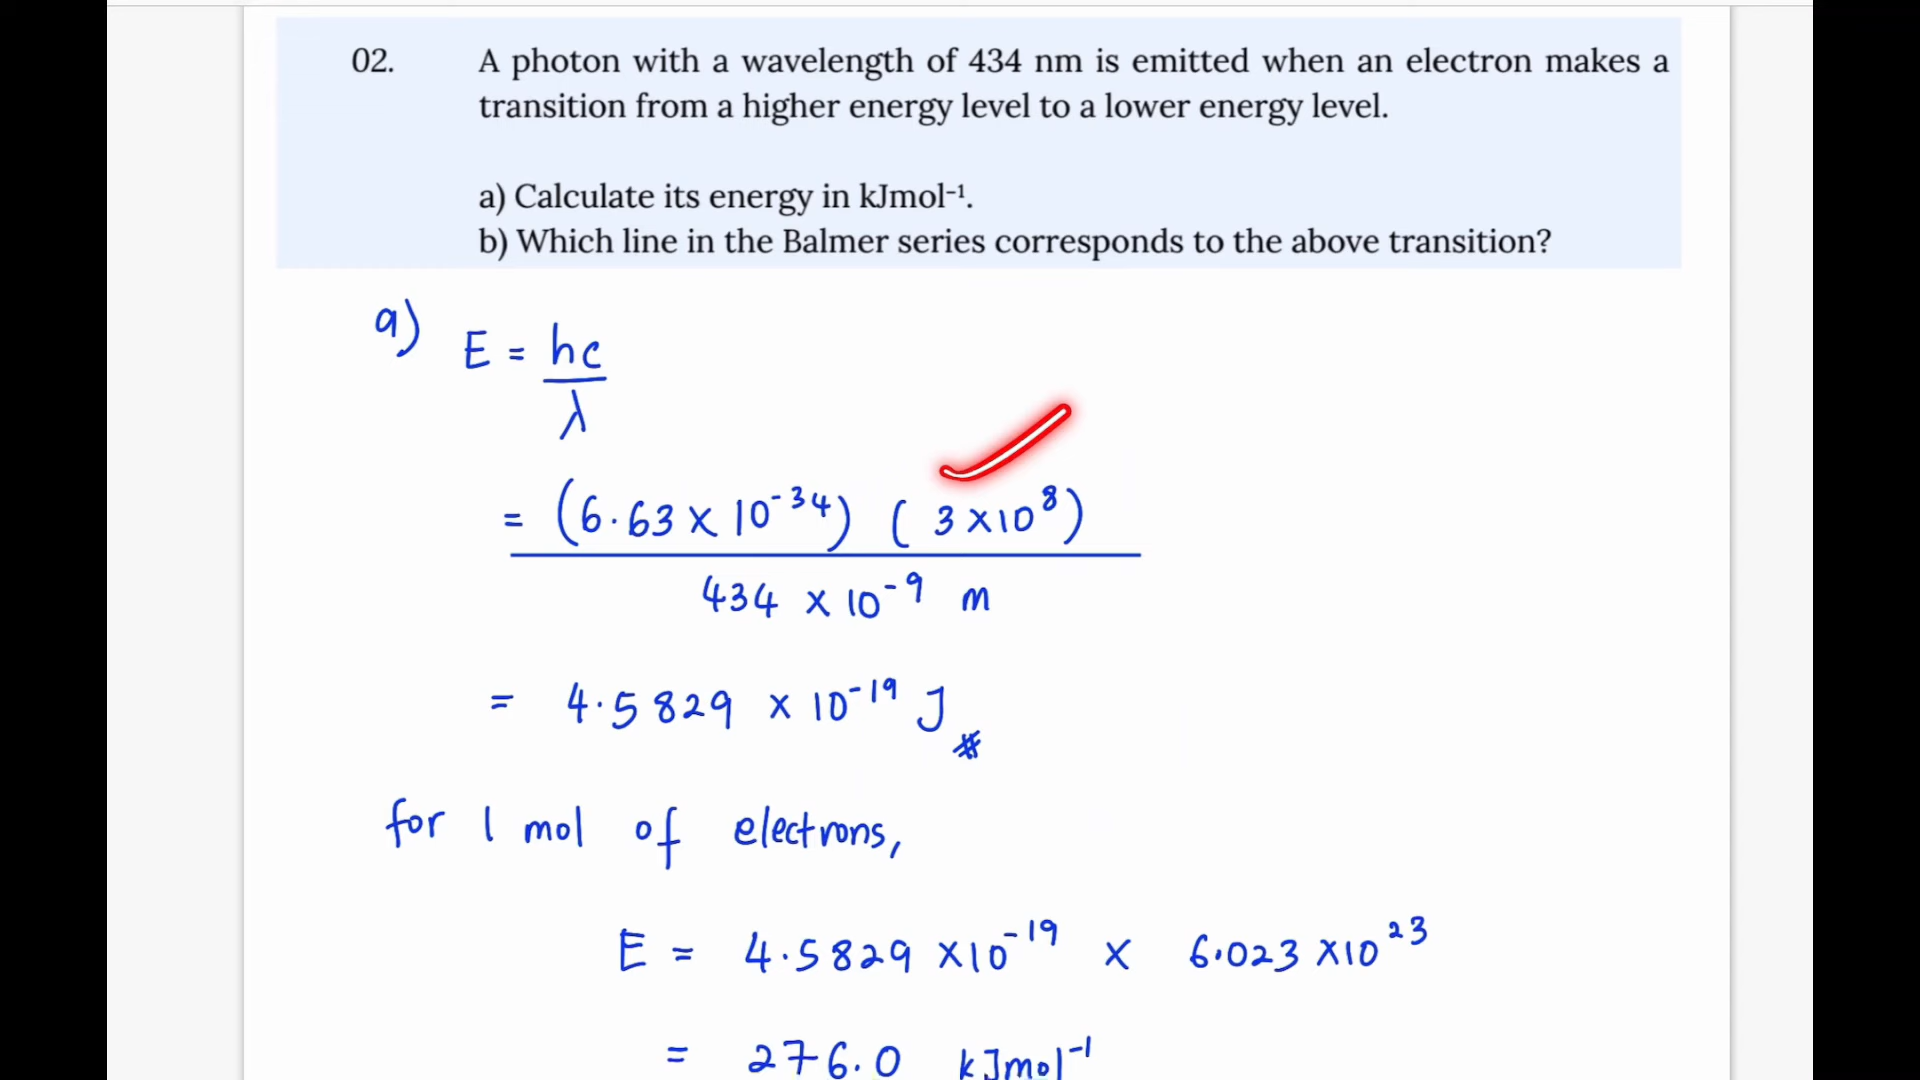 02. A photon with a wavelength of 434 nm is emitted when an electron makes a
transition from a higher energy level to a lower energy level.
a) Calculate its energy in kJmol⁻¹.
b) Which line in the Balmer series corresponds to the above transition?
a) E = hc
λ
= (6.63 x 10⁻³⁴) (3 x10⁸)
434 x 10⁻⁹ m
= 4.5829 x 10⁻¹⁹ J #
for 1 mol of electrons,
E = 4.5829 x10⁻¹⁹ x 6.023 x10²³
= 276.0 kJmol⁻¹